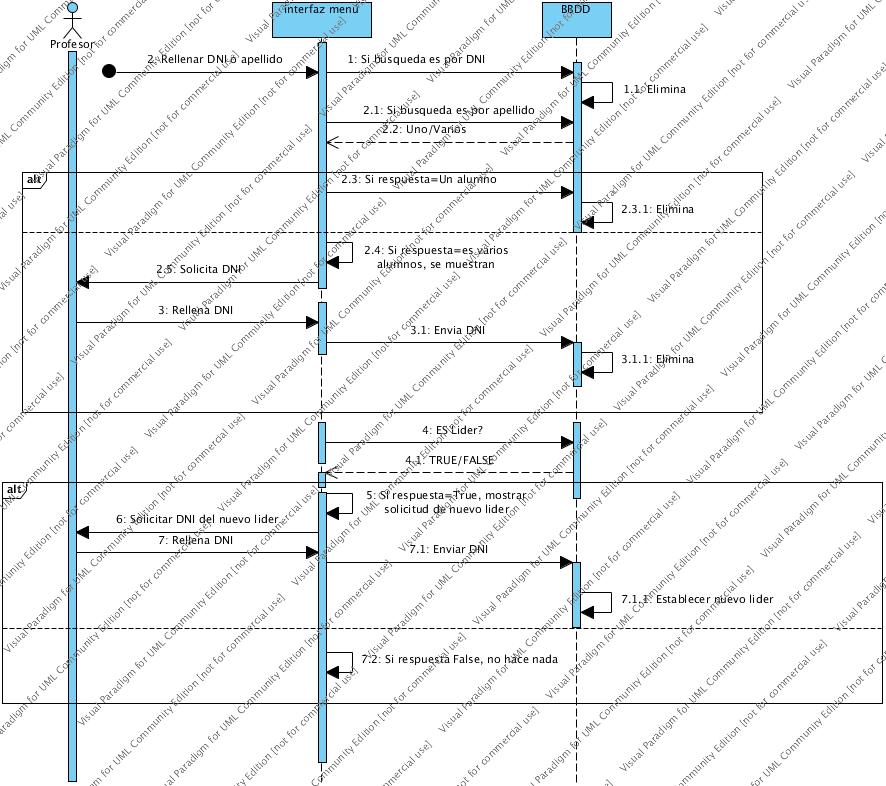 interfaz menú
BBDD
Profesor
2: Rellenar DNI o apellido
1: Si busqueda es por DNI
1.1: Elimina
2.1: Si busqueda es por apellido
2.2: Uno/Varios
alt
2.3: Si respuesta=Un alumno
2.3.1: Elimina
2.4: Si respuesta=es varios
alumnos, se muestran
2.5: Solicita DNI
3: Rellena DNI
3.1: Envia DNI
3.1.1: Elimina
4: ES Lider?
4.1: TRUE/FALSE
alt
5: Si respuesta=True, mostrar
solicitud de nuevo lider
6: Solicitar DNI del nuevo lider
7: Rellena DNI
7.1: Enviar DNI
7.1.1: Establecer nuevo lider
7.2: Si respuesta False, no hace nada
Visual Paradigm for UML Community Edition [not for commercial use]